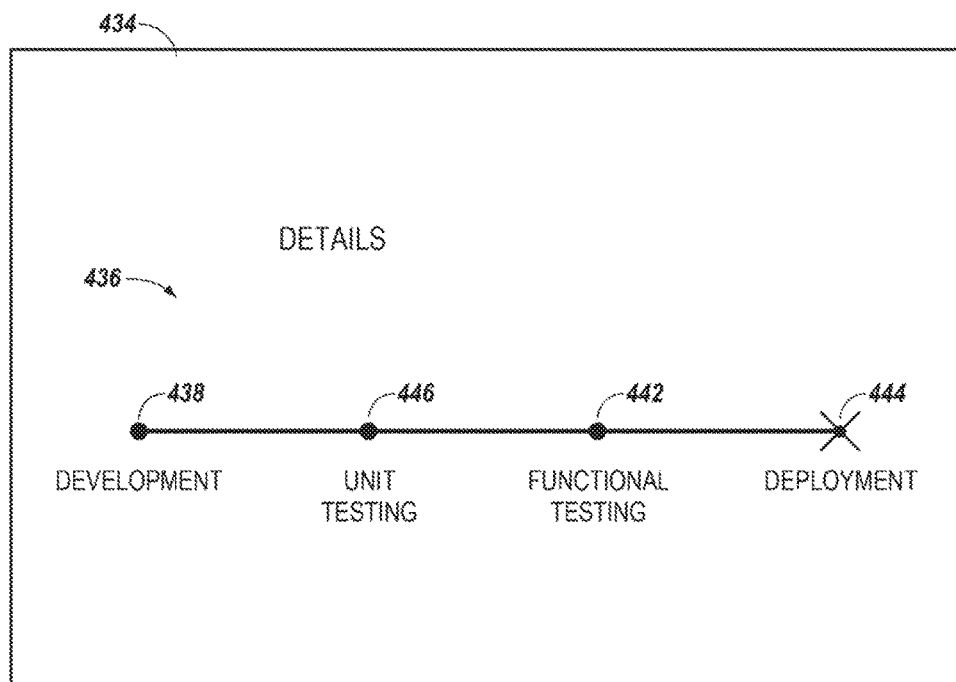 434
DETAILS
436
438
446
442
444
DEVELOPMENT
UNIT
TESTING
FUNCTIONAL
TESTING
DEPLOYMENT